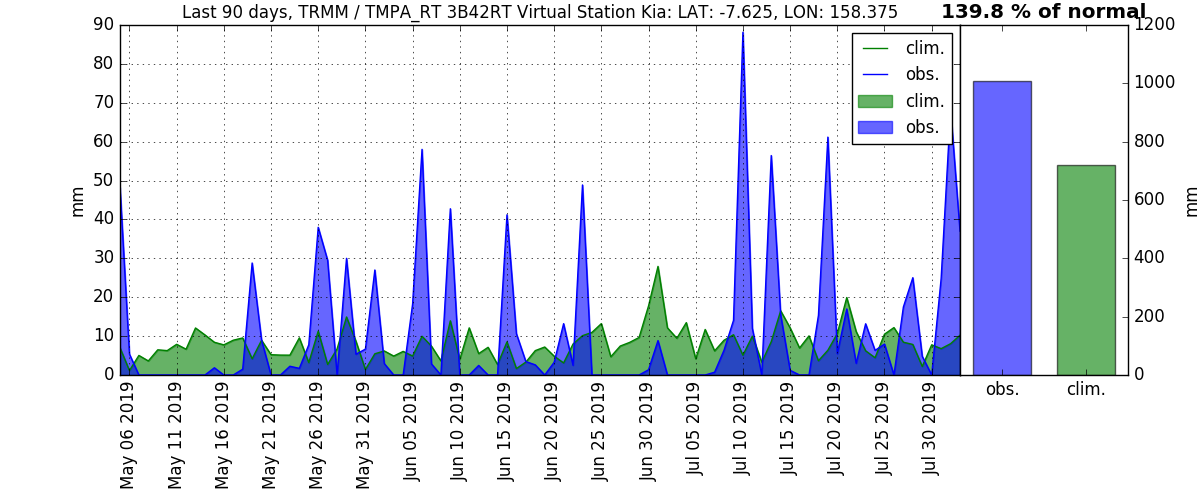 Last 90 days, TRMM / TMPA_RT 3B42RT Virtual Station Kia: LAT: -7.625, LON: 158.375
139.8 % of normal
90
80
70
60
50
40
30
20
10
0
mm
clim.
obs.
clim.
obs.
1200
1000
800
600
400
200
0
mm
May 06 2019
May 11 2019
May 16 2019
May 21 2019
May 26 2019
May 31 2019
Jun 05 2019
Jun 10 2019
Jun 15 2019
Jun 20 2019
Jun 25 2019
Jun 30 2019
Jul 05 2019
Jul 10 2019
Jul 15 2019
Jul 20 2019
Jul 25 2019
Jul 30 2019
obs.
clim.